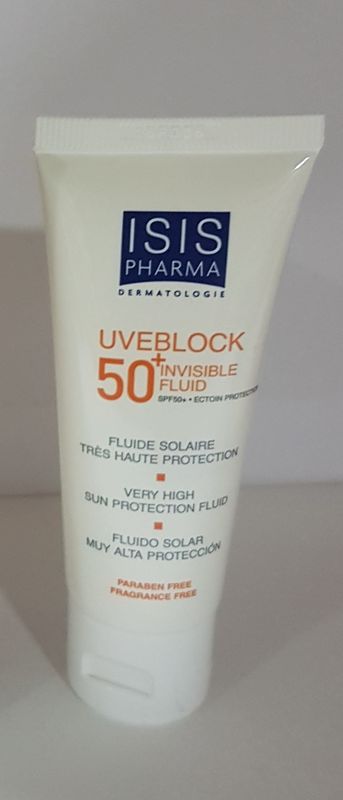 ISIS
PHARMA
DERMATOLOGIE
UVEBLOCK
50+ INVISIBLE
FLUID
SPF50+ • ECTOIN PROTECTION
FLUIDE SOLAIRE
TRÈS HAUTE PROTECTION
VERY HIGH
SUN PROTECTION FLUID
FLUIDO SOLAR
MUY ALTA PROTECCIÓN
PARABEN FREE
FRAGRANCE FREE